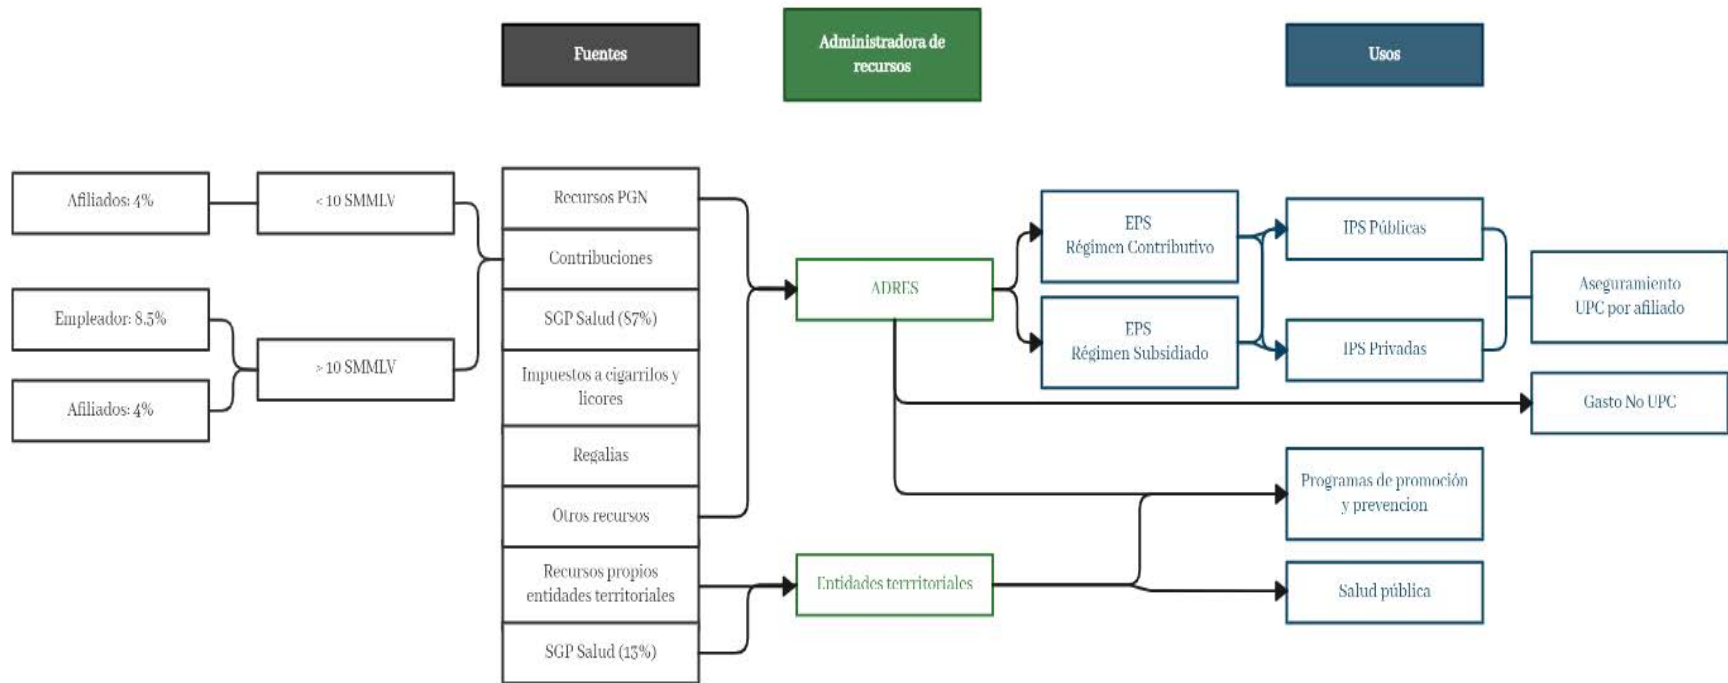 Fuentes
Administradora de
recursos
Usos
Afiliados: 4%
< 10 SMMLV
Empleador: 8.5%
> 10 SMMLV
Afiliados: 4%
Recursos PGN
Contribuciones
SGP Salud (87%)
Impuestos a cigarrilos y
licores
Regalias
Otros recursos
Recursos propios
entidades territoriales
SGP Salud (13%)
ADRES
Entidades terrritoriales
EPS
Régimen Contributivo
EPS
Régimen Subsidiado
IPS Públicas
IPS Privadas
Aseguramiento
UPC por afiliado
Gasto No UPC
Programas de promoción
y prevencion
Salud pública